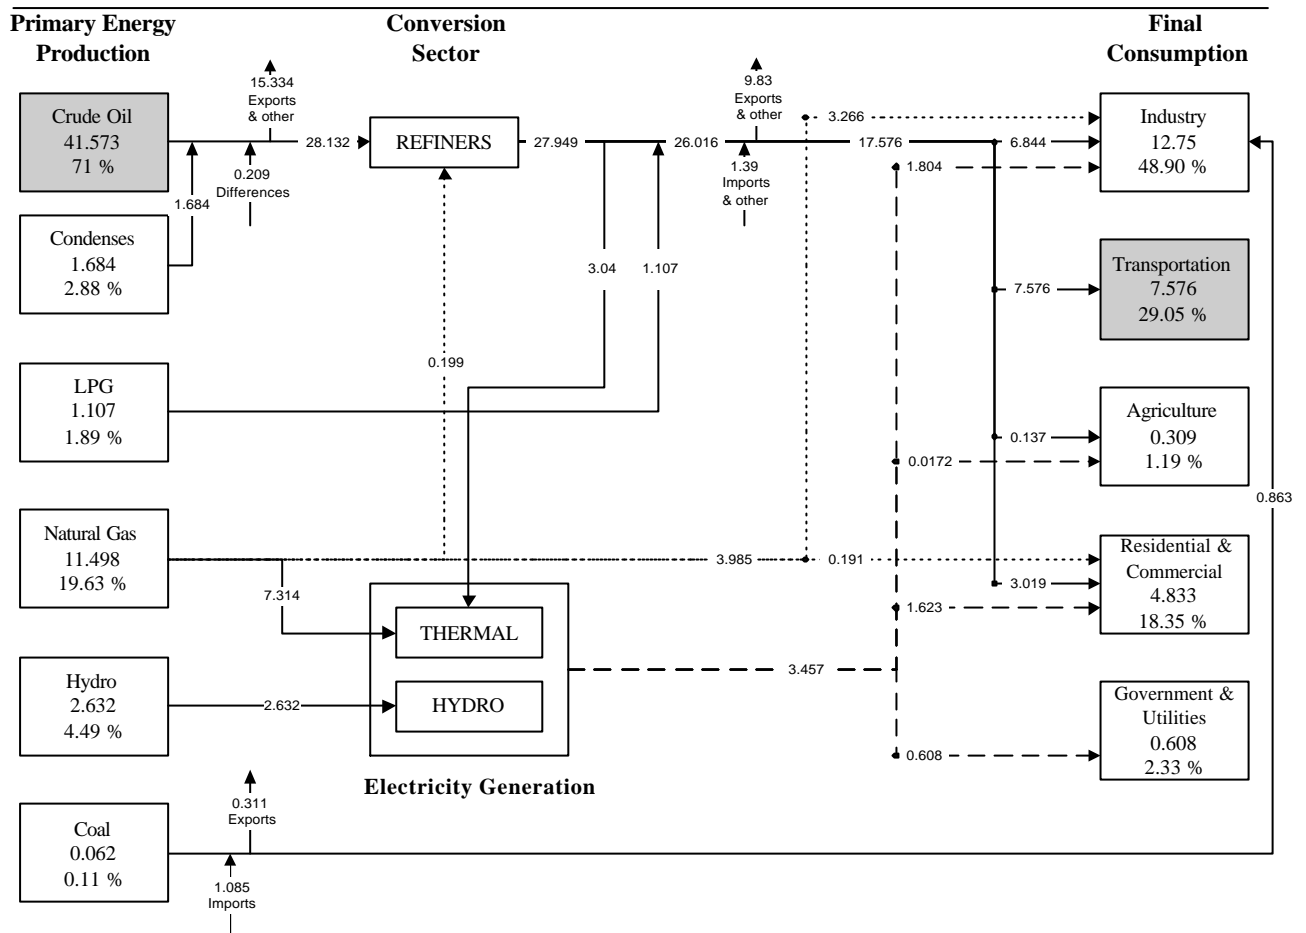 Primary Energy
Production
Conversion
Sector
Final
Consumption
Crude Oil
41.573
71 %
15.334
Exports
& other
28.132
REFINERS
27.949
26.016
9.83
Exports
& other
17.576
3.266
6.844
1.804
Industry
12.75
48.90 %
0.209
Differences
1.684
1.39
Imports
& other
Condenses
1.684
2.88 %
3.04
1.107
7.576
Transportation
7.576
29.05 %
LPG
1.107
1.89 %
0.199
0.137
0.0172
Agriculture
0.309
1.19 %
0.863
Natural Gas
11.498
19.63 %
7.314
3.985
0.191
3.019
1.623
Residential &
Commercial
4.833
18.35 %
THERMAL
3.457
Hydro
2.632
4.49 %
2.632
HYDRO
Electricity Generation
0.608
Government &
Utilities
0.608
2.33 %
Coal
0.062
0.11 %
0.311
Exports
1.085
Imports